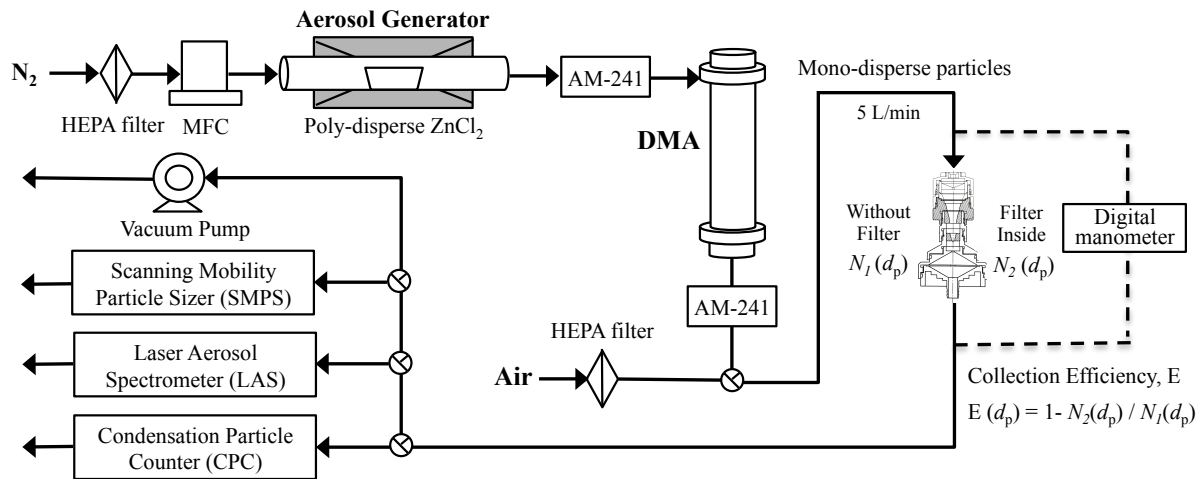 Aerosol Generator
N2
HEPA filter
MFC
Poly-disperse ZnCl2
AM-241
DMA
Mono-disperse particles
5 L/min
Without
Filter
N1 (dp)
Filter
Inside
N2 (dp)
Digital
manometer
AM-241
HEPA filter
Air
Vacuum Pump
Scanning Mobility
Particle Sizer (SMPS)
Laser Aerosol
Spectrometer (LAS)
Condensation Particle
Counter (CPC)
Collection Efficiency, E
E (dp) = 1- N2(dp) / N1(dp)